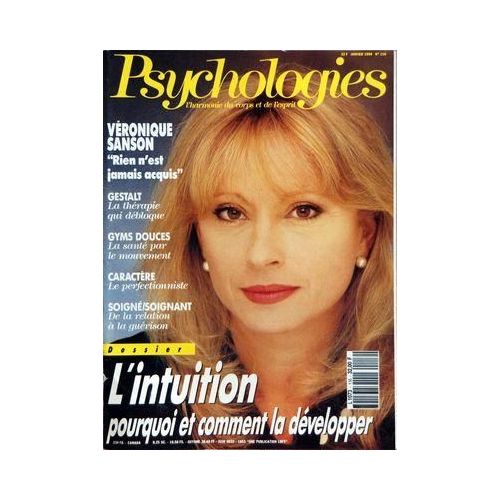 JANVIER
Psychologies
l'harmonie du corps et de l'esprit
VÉRONIQUE
SANSON
"Rien n'est
jamais acquis"
GESTALT
La thérapie
qui débloque
GYMS DOUCES
La santé par
le mouvement
CARACTÈRE
Le perfectionniste
SOIGNÉ/SOIGNANT
De la relation
à la guérison
Dossier
L'intuition
pourquoi et comment la développer